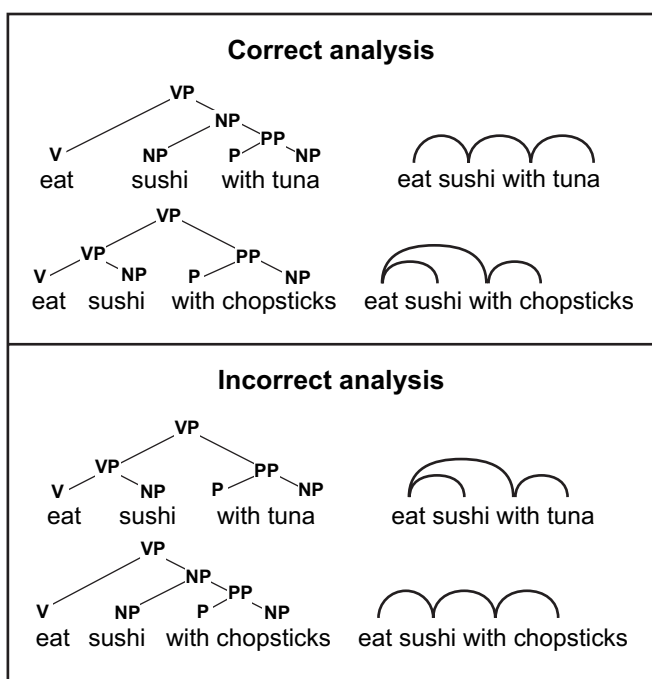 Correct analysis
VP
NP
PP
V NP P NP
eat sushi with tuna
eat sushi with tuna
VP
VP PP
V NP P NP
eat sushi with chopsticks
eat sushi with chopsticks
Incorrect analysis
VP
VP PP
V NP P NP
eat sushi with tuna
eat sushi with tuna
VP
NP
PP
V NP P NP
eat sushi with chopsticks
eat sushi with chopsticks